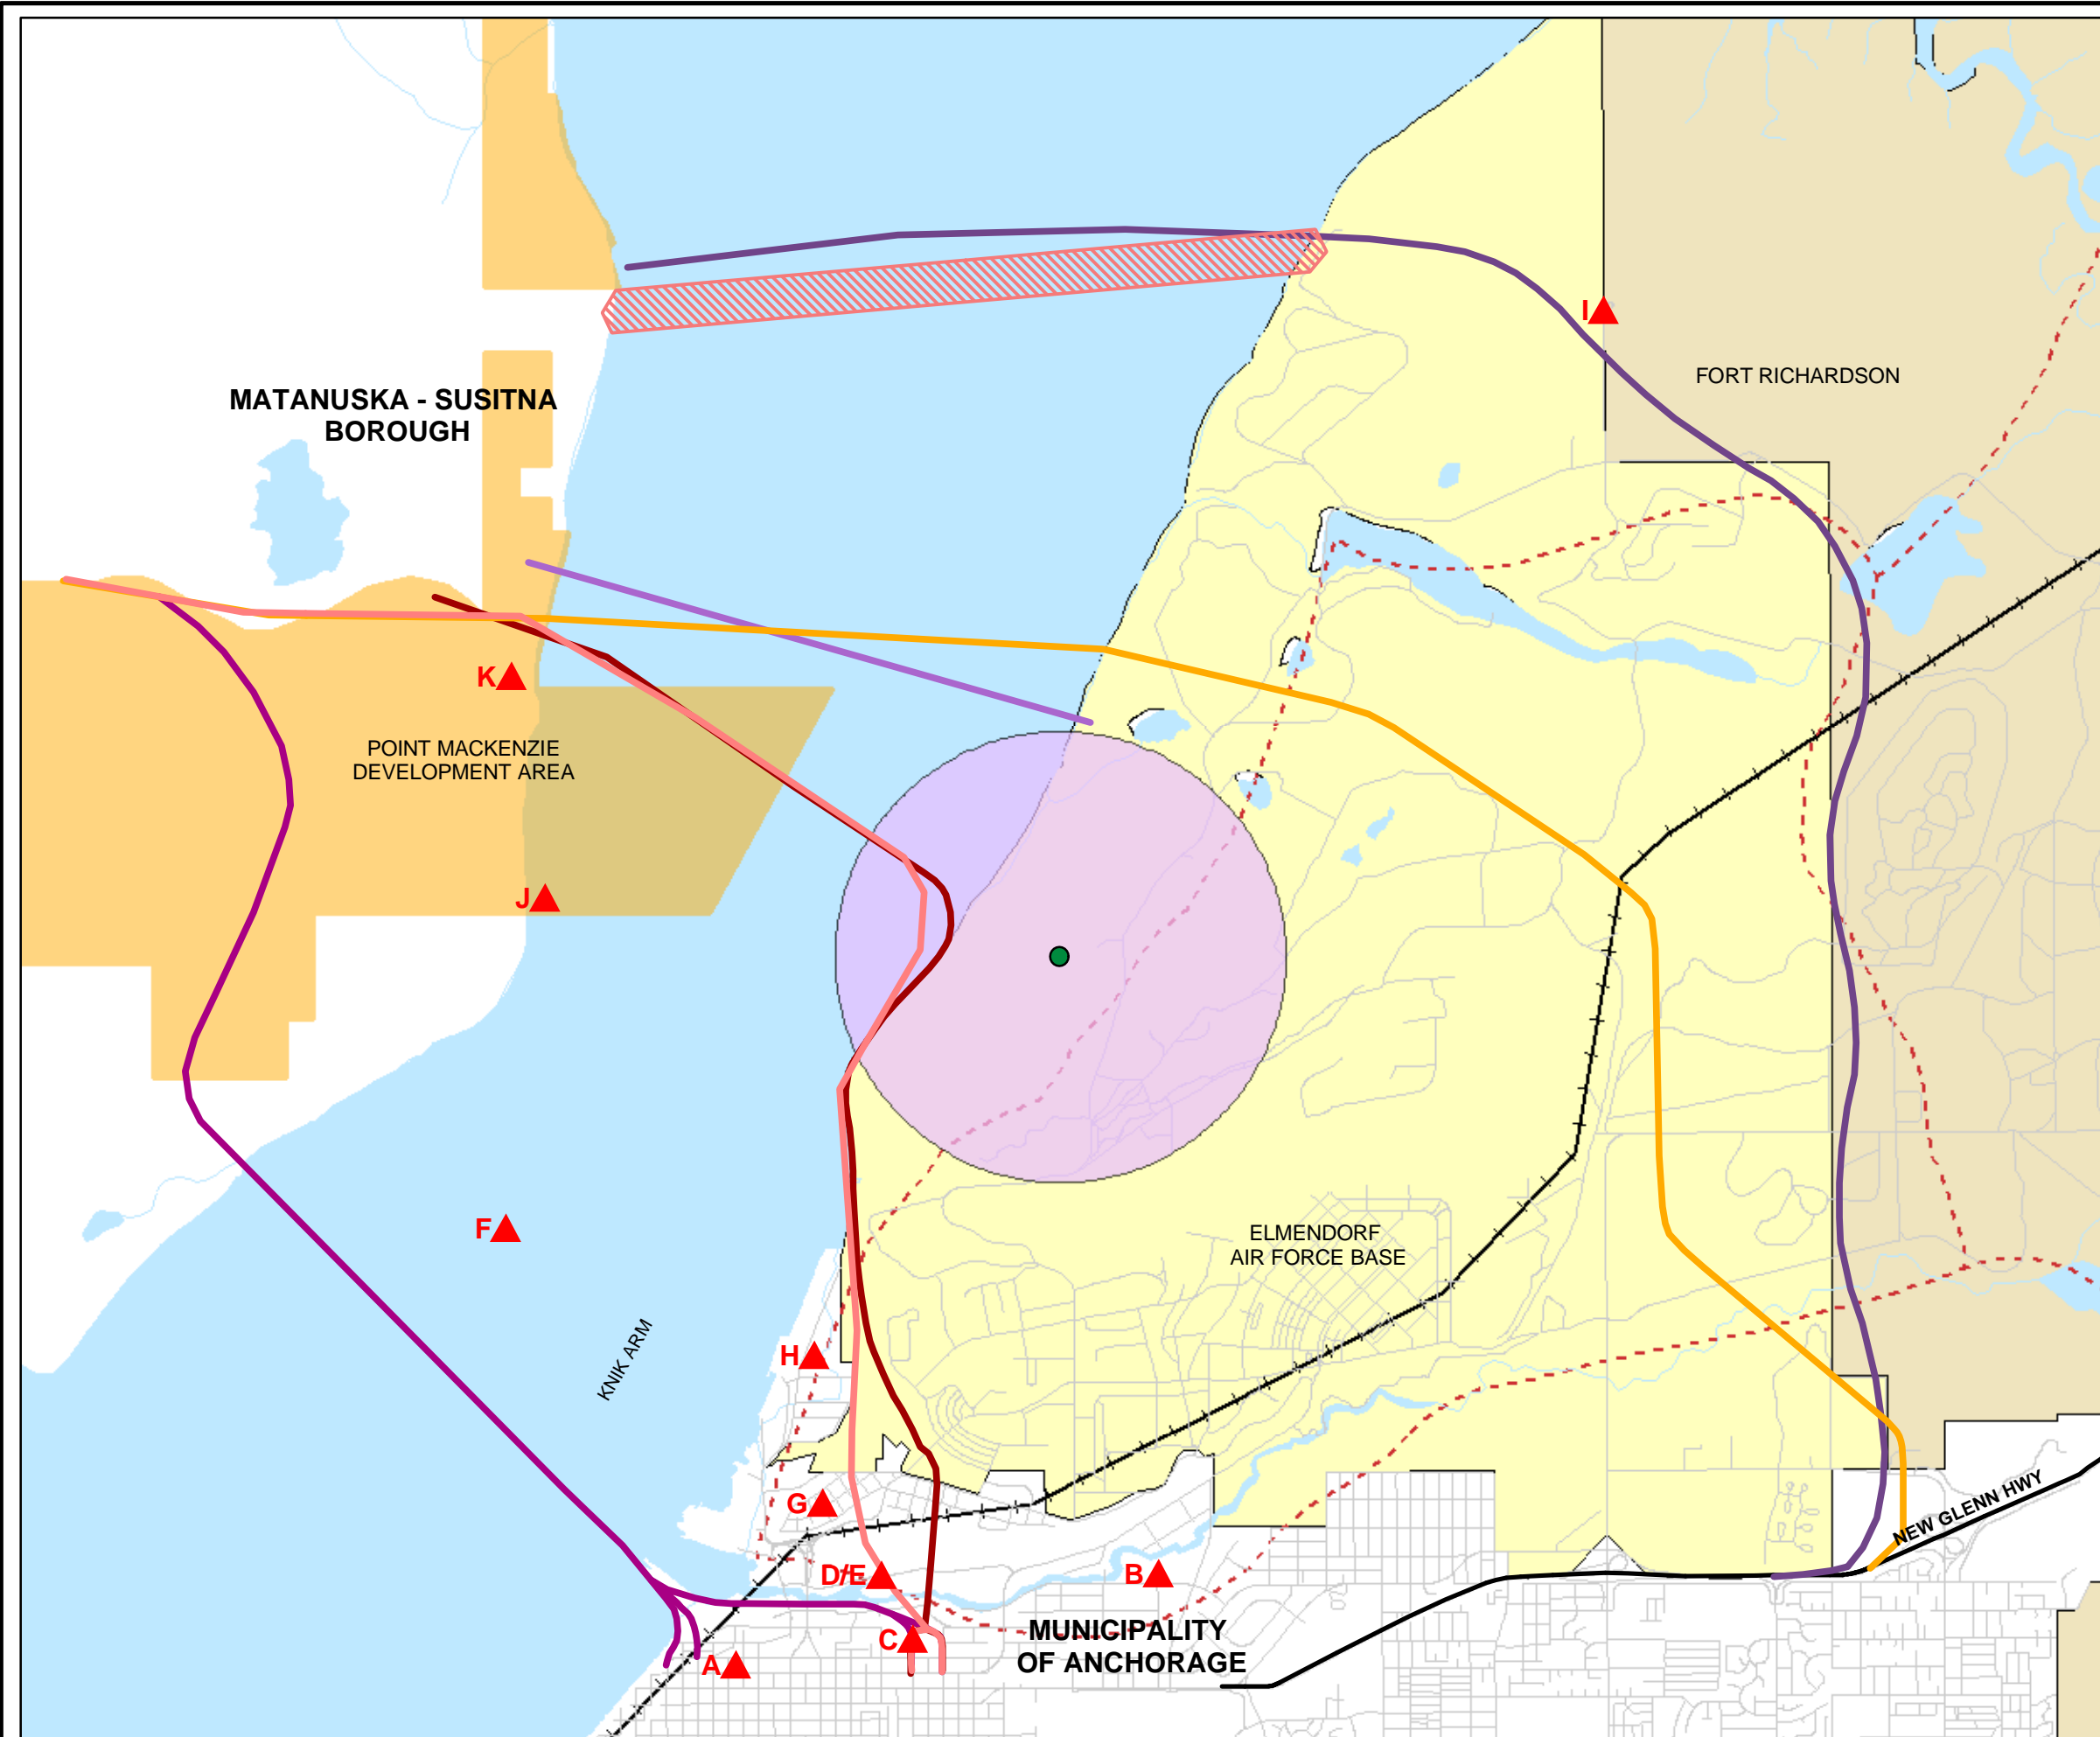 I
FORT RICHARDSON
MATANUSKA - SUSITNA
BOROUGH
K
POINT MACKENZIE
DEVELOPMENT AREA
J
F
ELMENDORF
AIR FORCE BASE
KNIK ARM
H
G
NEW GLENN HWY
D/E
B
MUNICIPALITY
OF ANCHORAGE
C
A